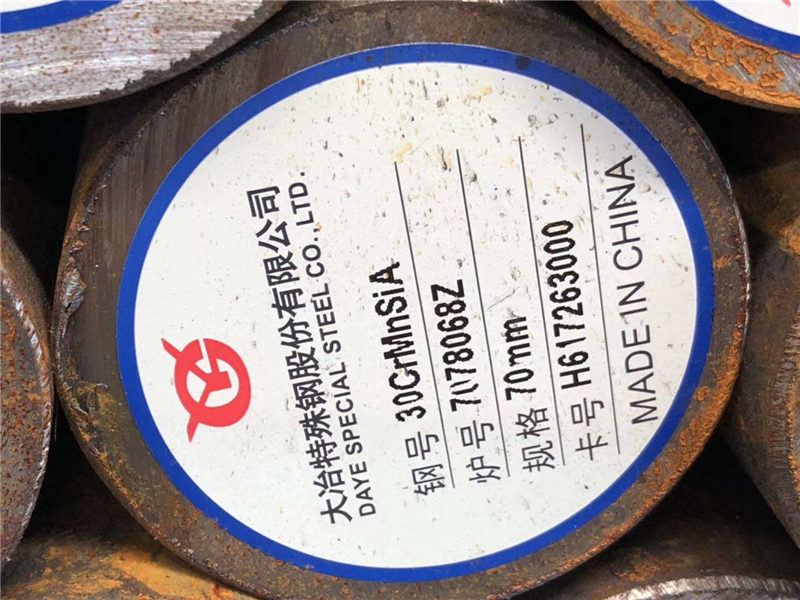 大冶特殊钢股份有限公司
DAYE SPECIAL STEEL CO.,LTD.
钢号 30CrMnSiA
炉号
规格 70mm
卡号 H617263000
MADE IN CHINA